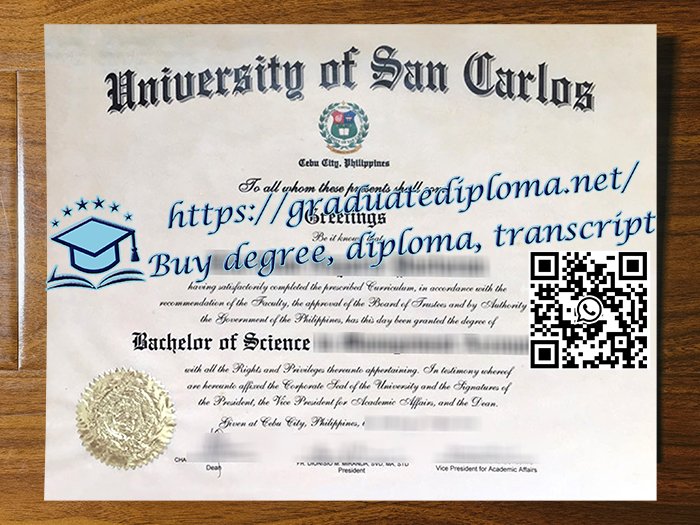 University of San Carlos
Cebu City, Philippines
To all whom these presents shall
https://graduatediploma.net/
Greetings
Be it known that
Buy degree, diploma, transcript
having satisfactorily completed the prescribed Curriculum, in accordance with the
recommendation of the Faculty, the approval of the Board of Trustees and by Authority
the Government of the Philippines, has this day been granted the degree of
Bachelor of Science
with all the Rights and Privileges thereunto appertaining. In testimony whereof
are hereunto affixed the Corporate Seal of the University and the Signatures of
the President, the Vice President for Academic Affairs, and the Dean.
Given at Cebu City, Philippines,
CHA
Dean
FR. DIONISIO M. MIRANDA, SVD, MA, STD
President
Vice President for Academic Affairs